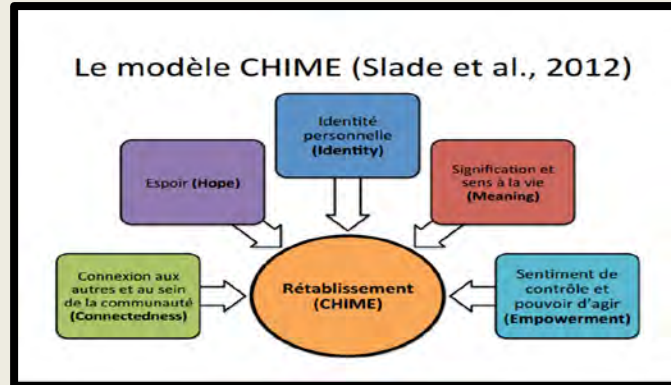 Le modèle CHIME (Slade et al., 2012)
Identité
personnelle
(Identity)
Espoir (Hope)
Signification et
sens à la vie
(Meaning)
Connexion aux
autres et au sein
de la communauté
(Connectedness)
Rétablissement
(CHIME)
Sentiment de
contrôle et
pouvoir d'agir
(Empowerment)